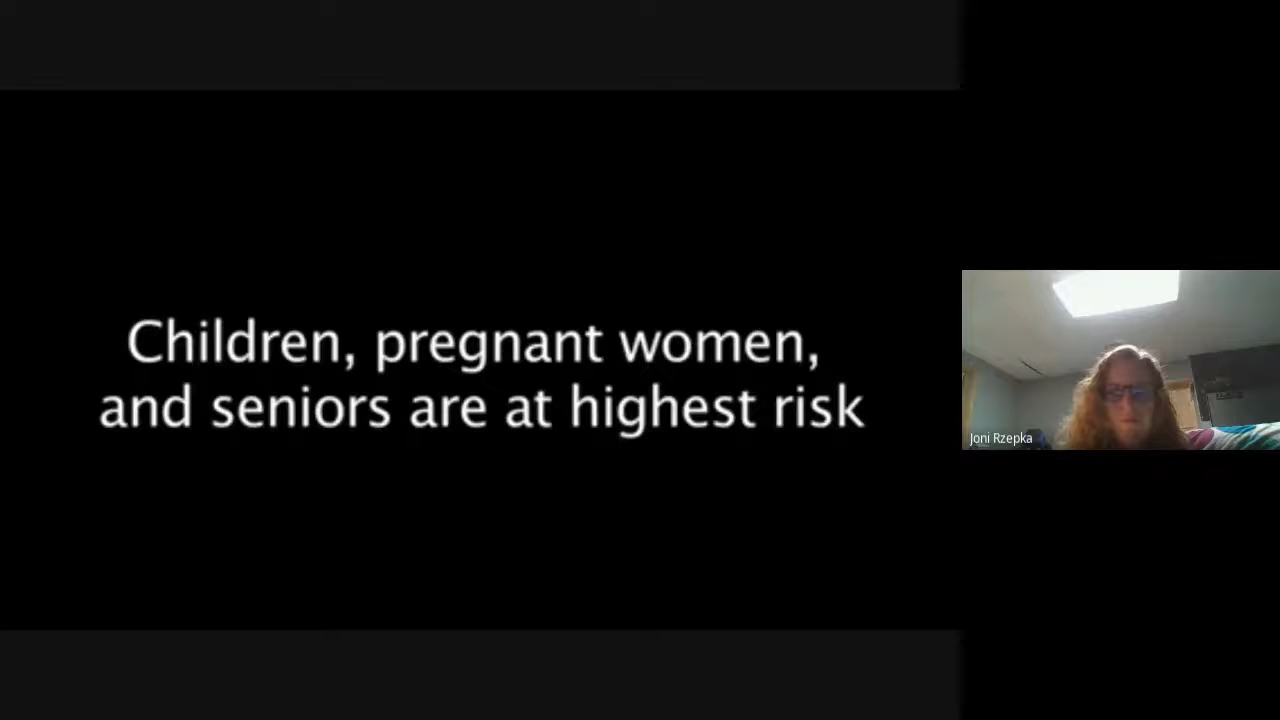 Children, pregnant women,
and seniors are at highest risk
Joni Rzepka